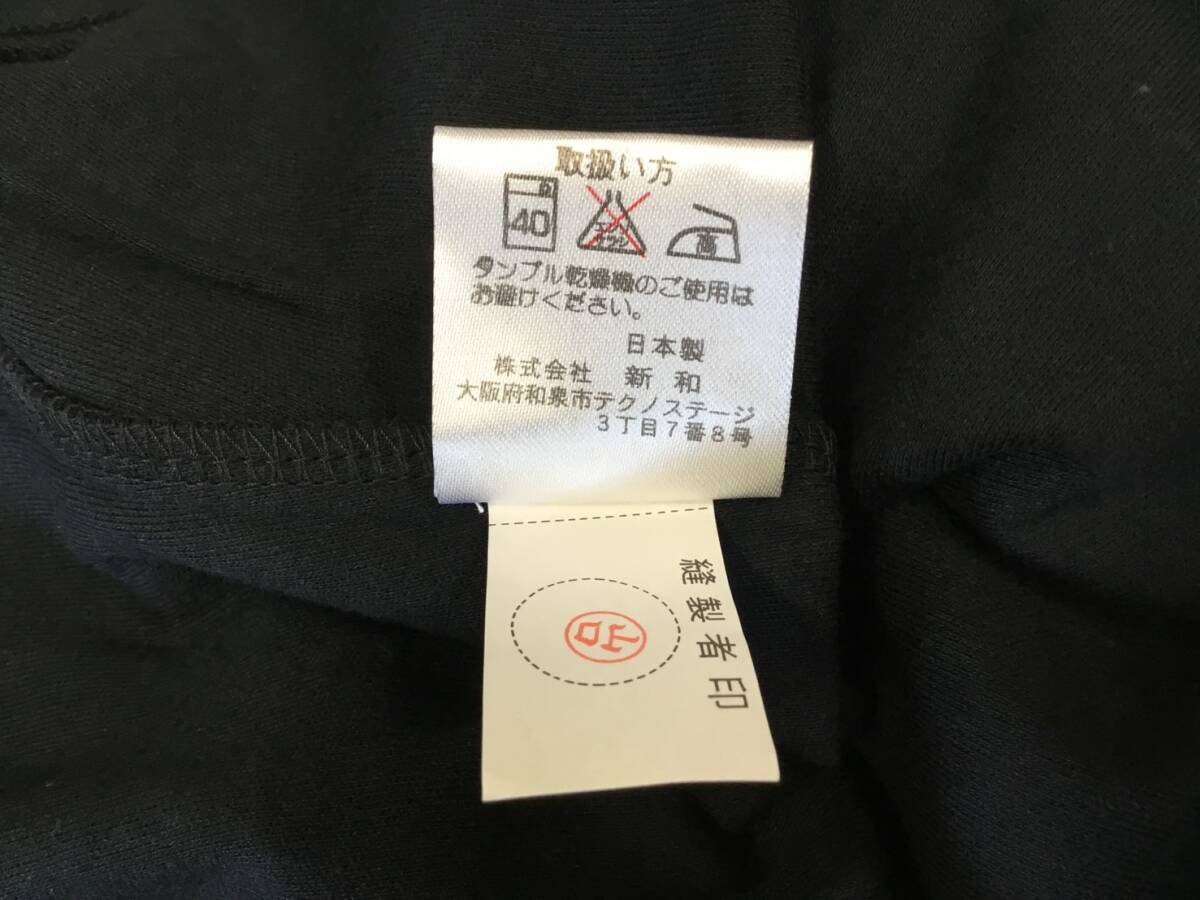 取扱い方
40
高
タンブル乾燥機のご使用は
お避けください。
日本製
株式会社 新和
大阪府和泉市テクノステージ
3丁目7番8号
縫製者印